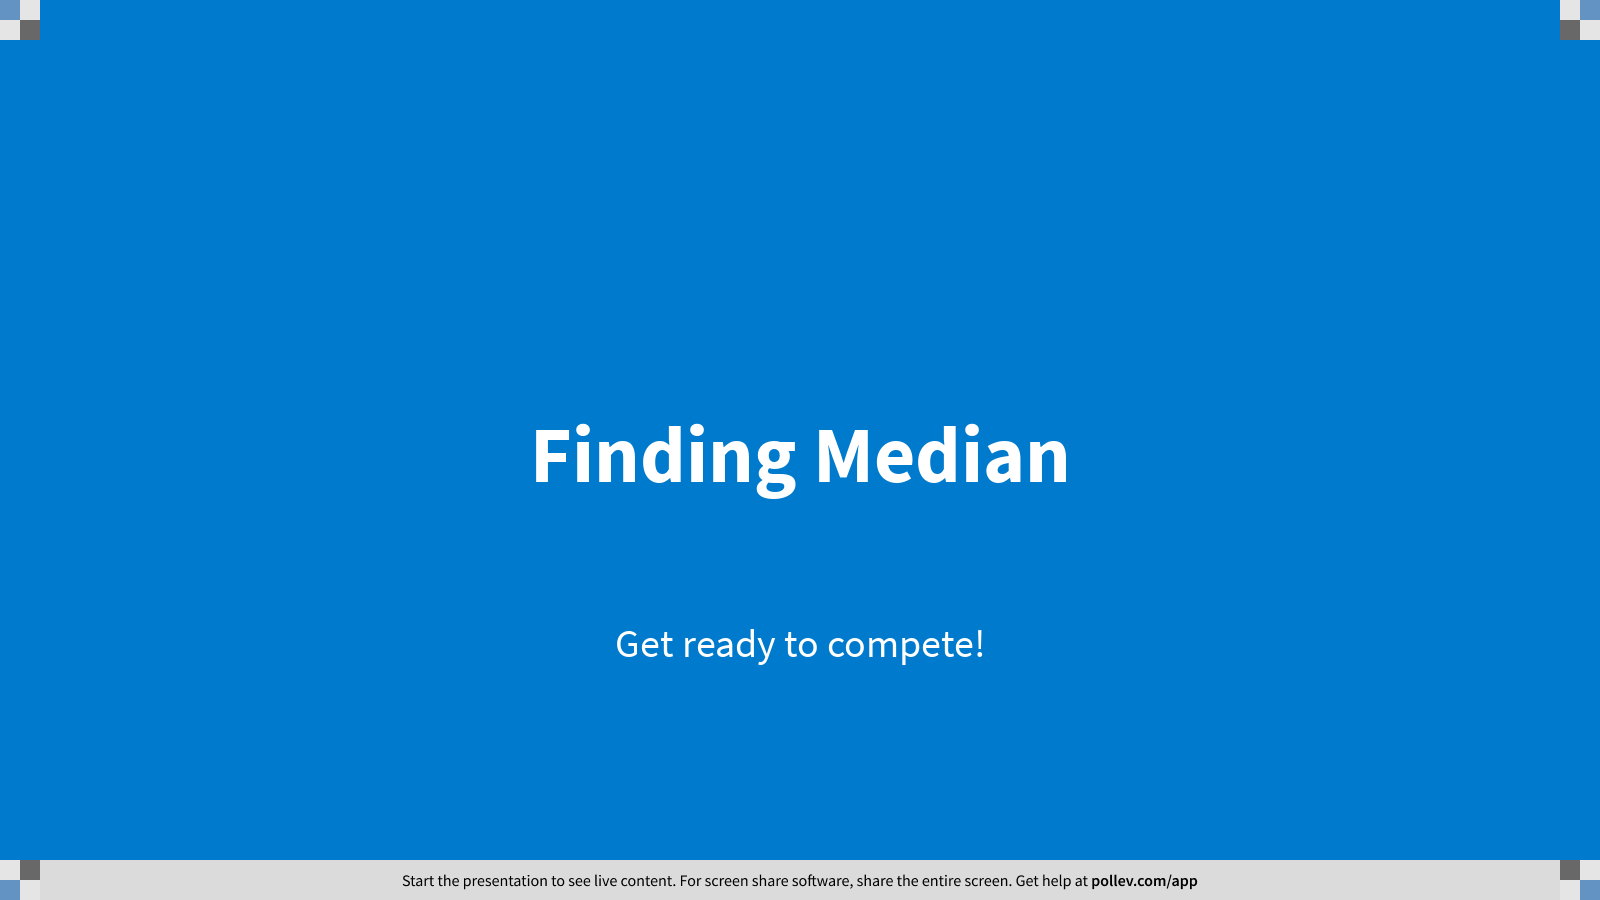 Finding Median
Get ready to compete!
Start the presentation to see live content. For screen share software, share the entire screen. Get help at pollev.com/app